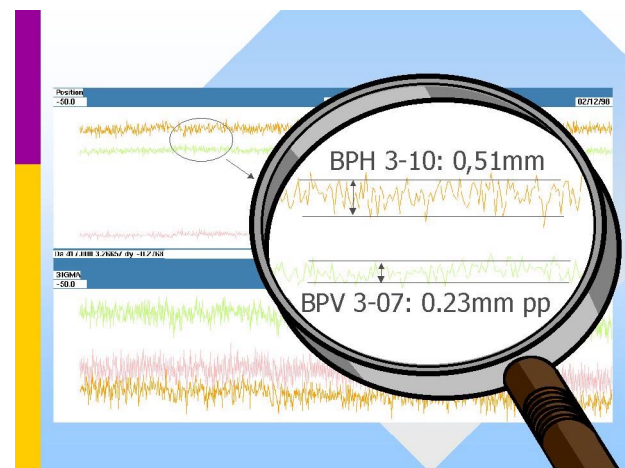 Position
-50.0
02/12/98
BPH 3-10: 0,51mm
BPV 3-07: 0.23mm pp
SIGMA
-50.0